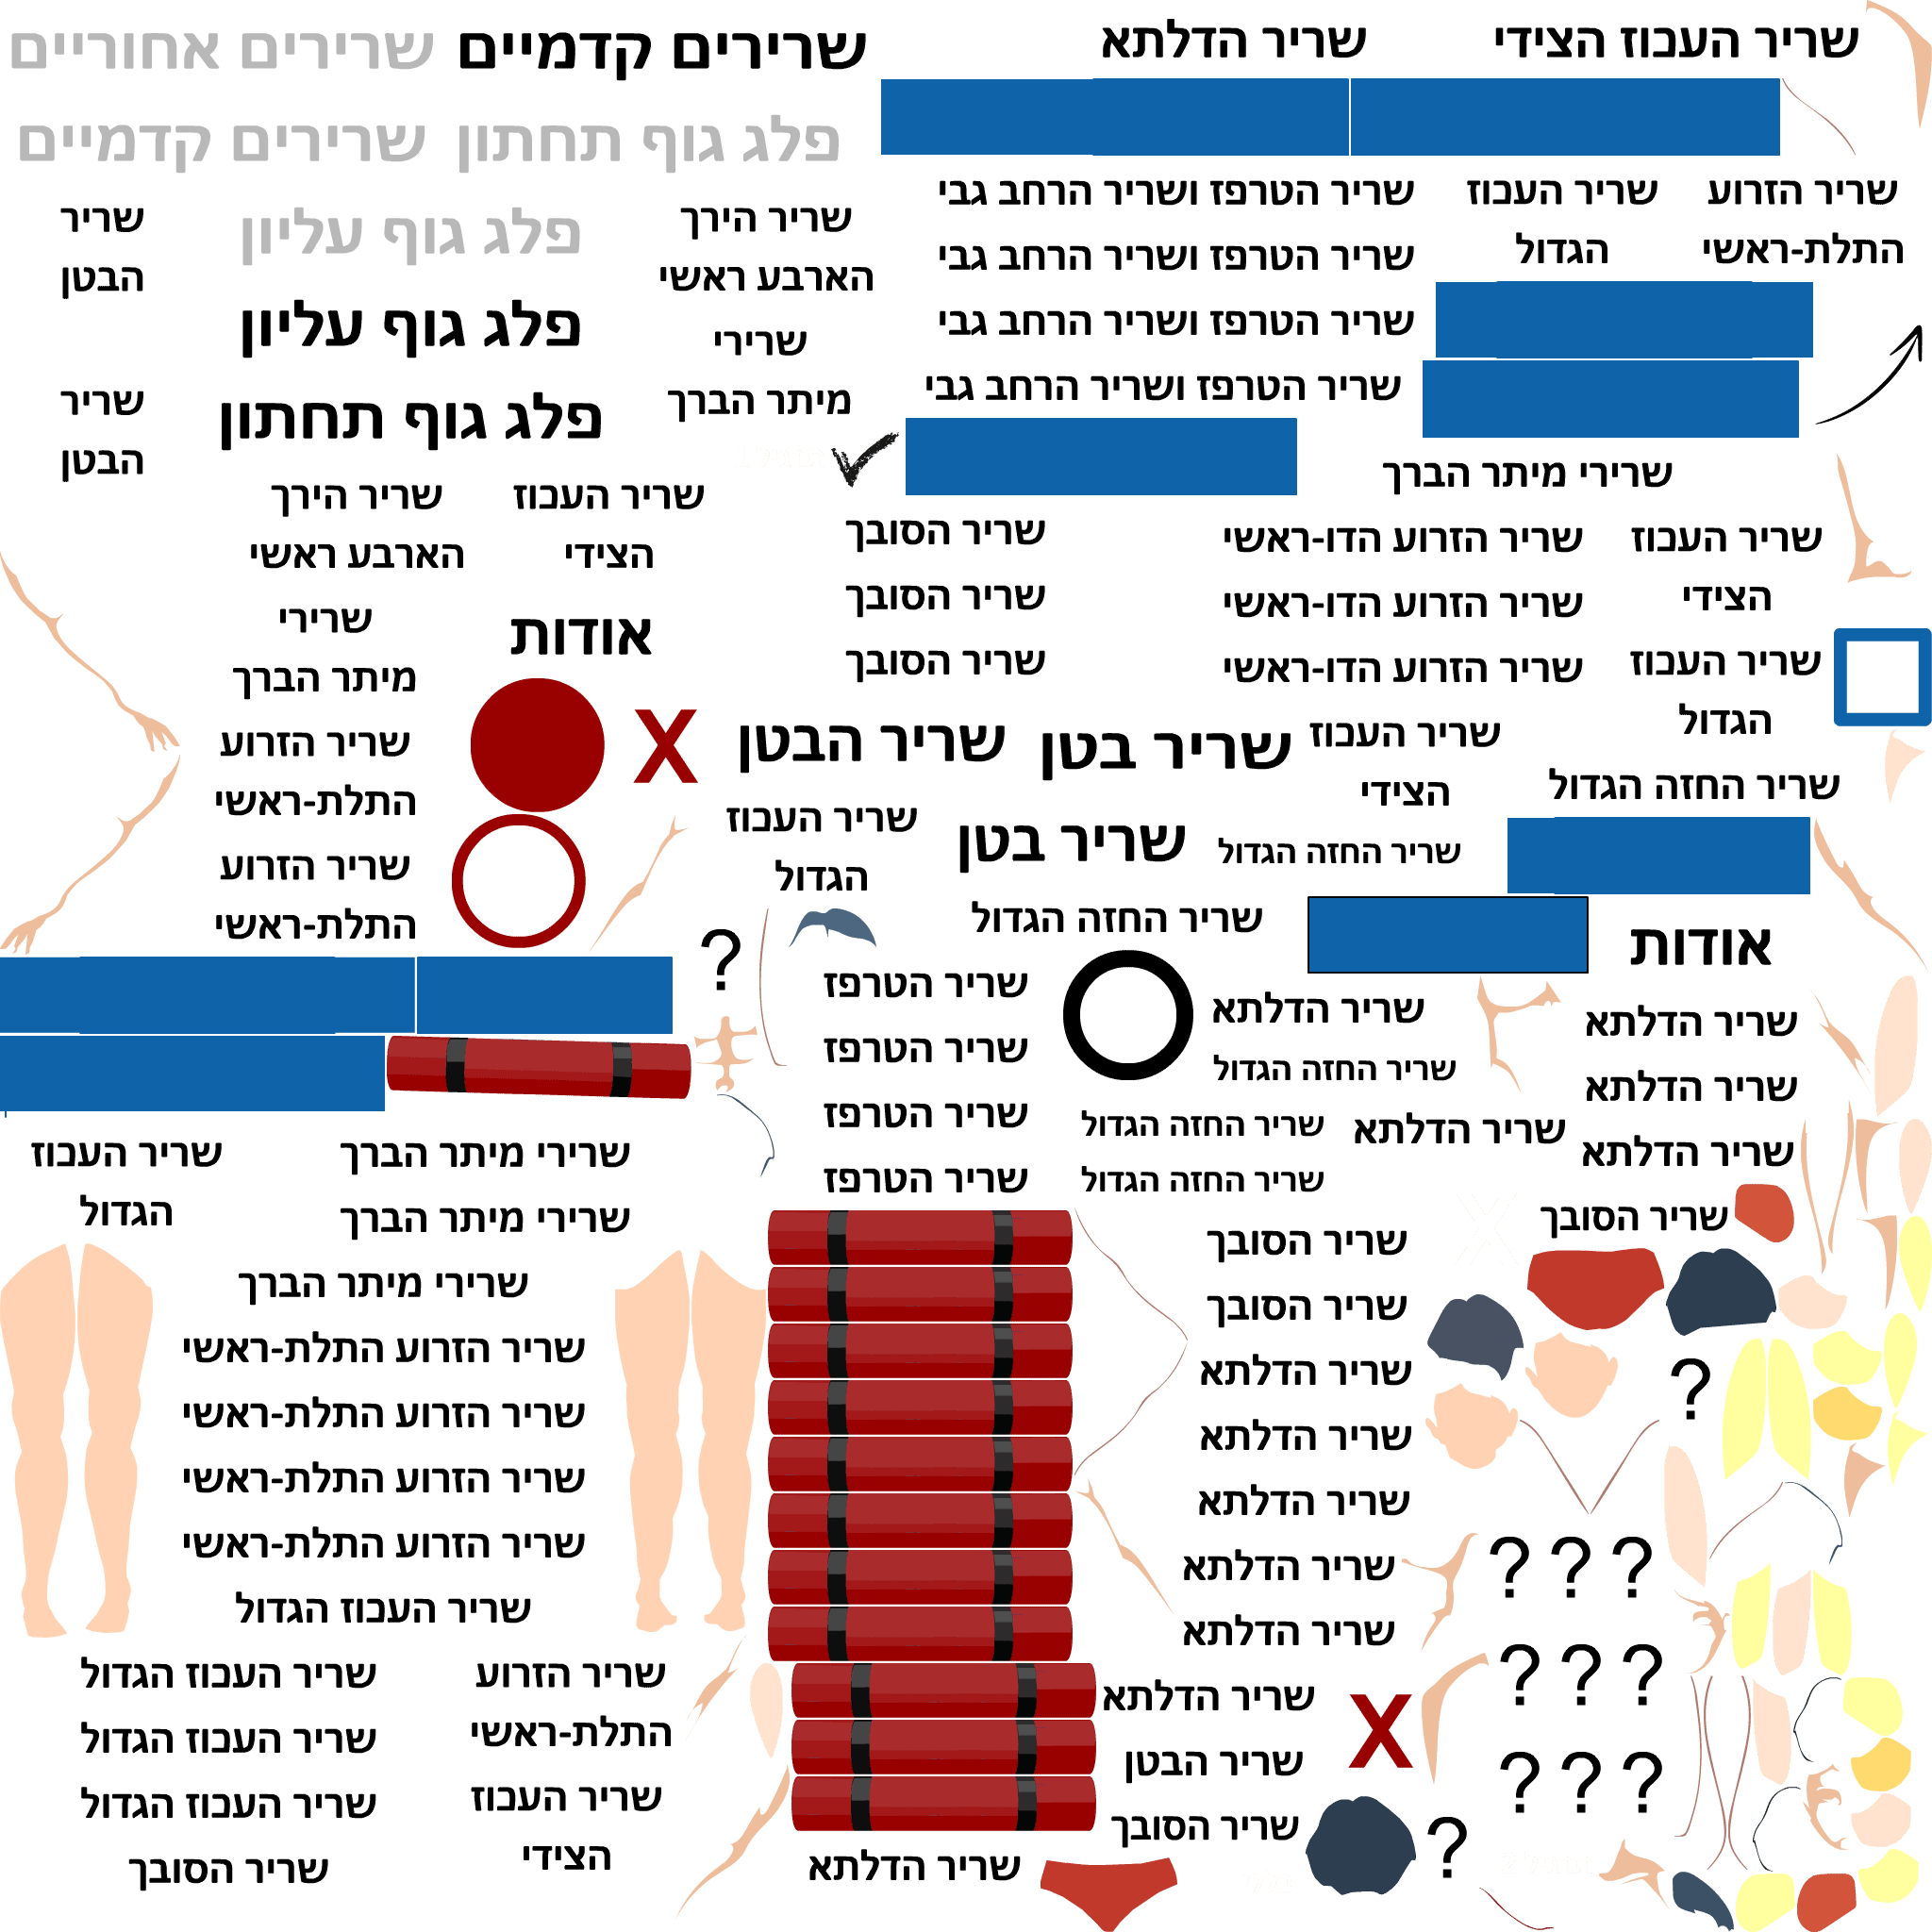 שרירים קדמיים שרירים אחוריים
שריר העכוז הצידי
שריר הדלתא
פלג גוף תחתון שרירים קדמיים
שריר הזרוע
התלת-ראשי
שריר העכוז
הגדול
שריר הטרפז ושריר הרחב גבי
שריר הטרפז ושריר הרחב גבי
שריר הטרפז ושריר הרחב גבי
שריר הטרפז ושריר הרחב גבי
שריר הירך
הארבע ראשי
פלג גוף עליון
שריר
הבטן
שרירי
מיתר הברך
פלג גוף עליון
פלג גוף תחתון
שריר
הבטן
שרירי מיתר הברך
שריר העכוז
הצידי
שריר הירך
הארבע ראשי
שריר הסובך
שריר הסובך
שריר הסובך
שריר הזרוע הדו-ראשי
שריר הזרוע הדו-ראשי
שריר הזרוע הדו-ראשי
שריר העכוז
הצידי
שריר העכוז
הגדול
שרירי
מיתר הברך
אודות
שריר הזרוע
התלת-ראשי
שריר הזרוע
התלת-ראשי
X
שריר הבטן
שריר בטן
שריר העכוז
הצידי
שריר החזה הגדול
שריר העכוז
הגדול
שריר בטן
שריר החזה הגדול
שריר החזה הגדול
אודות
?
שריר הטרפז
שריר הטרפז
שריר הטרפז
שריר הטרפז
שריר הדלתא
שריר החזה הגדול
שריר החזה הגדול
שריר החזה הגדול
שריר הדלתא
שריר הדלתא
שריר הדלתא
שריר הדלתא
שריר הסובך
שריר העכוז
הגדול
שרירי מיתר הברך
שרירי מיתר הברך
שרירי מיתר הברך
שריר הזרוע התלת-ראשי
שריר הזרוע התלת-ראשי
שריר הזרוע התלת-ראשי
שריר הזרוע התלת-ראשי
שריר העכוז הגדול
שריר העכוז הגדול
שריר העכוז הגדול
שריר העכוז הגדול
שריר הסובך
שריר הזרוע
התלת-ראשי
שריר העכוז
הצידי
שריר הסובך
שריר הסובך
שריר הדלתא
שריר הדלתא
שריר הדלתא
שריר הדלתא
שריר הדלתא
שריר הדלתא
שריר הבטן
שריר הסובך
שריר הדלתא
?
? ? ?
? ? ?
? ? ?
X
?